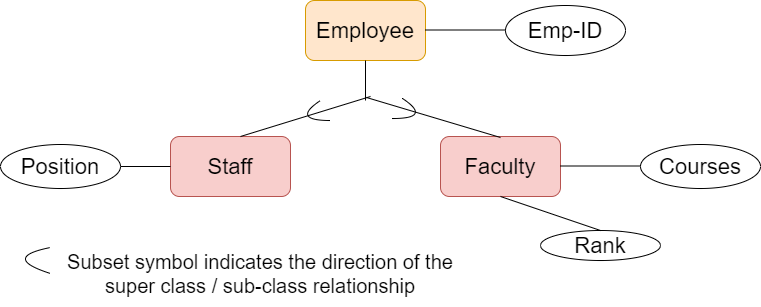 Employee
Emp-ID
Position
Staff
Faculty
Courses
Rank
Subset symbol indicates the direction of the
super class / sub-class relationship